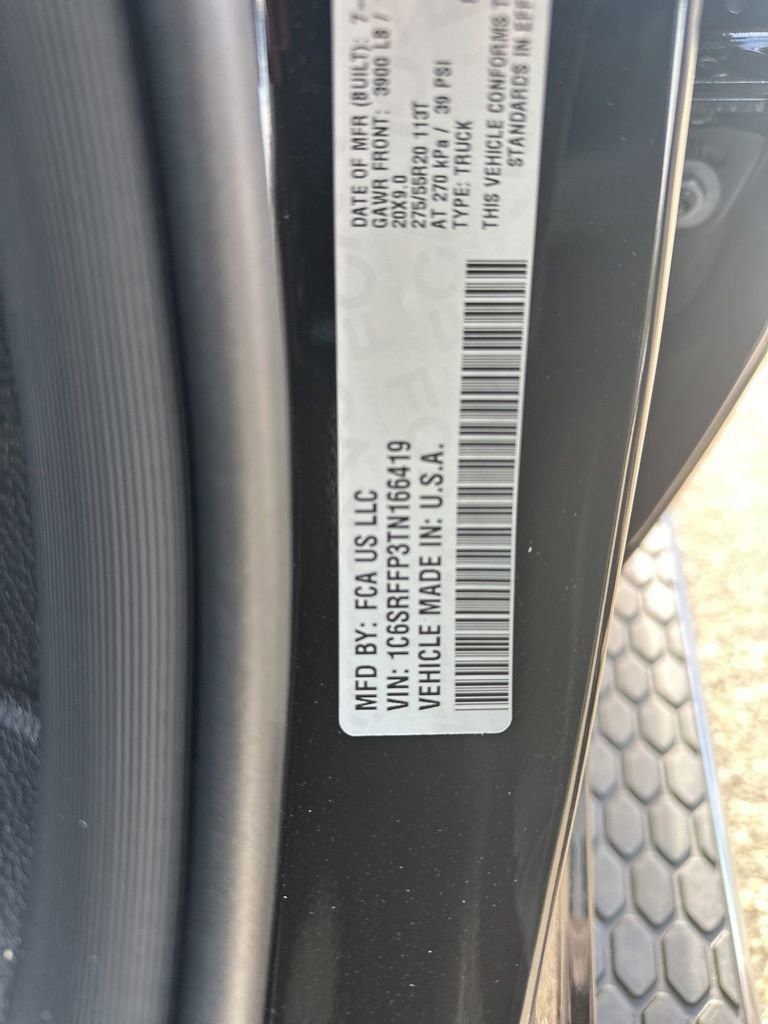 MFD BY: FCA US LLC
VIN: 1C6SRFFP3TN166419
VEHICLE MADE IN: U.S.A.
DATE OF MFR (BUILT): 7-
GAWR FRONT: 3900 LB /
20X9.0
275/55R20 113T
AT 270 kPa / 39 PSI
TYPE: TRUCK
THIS VEHICLE CONFORMS T
STANDARDS IN EFF